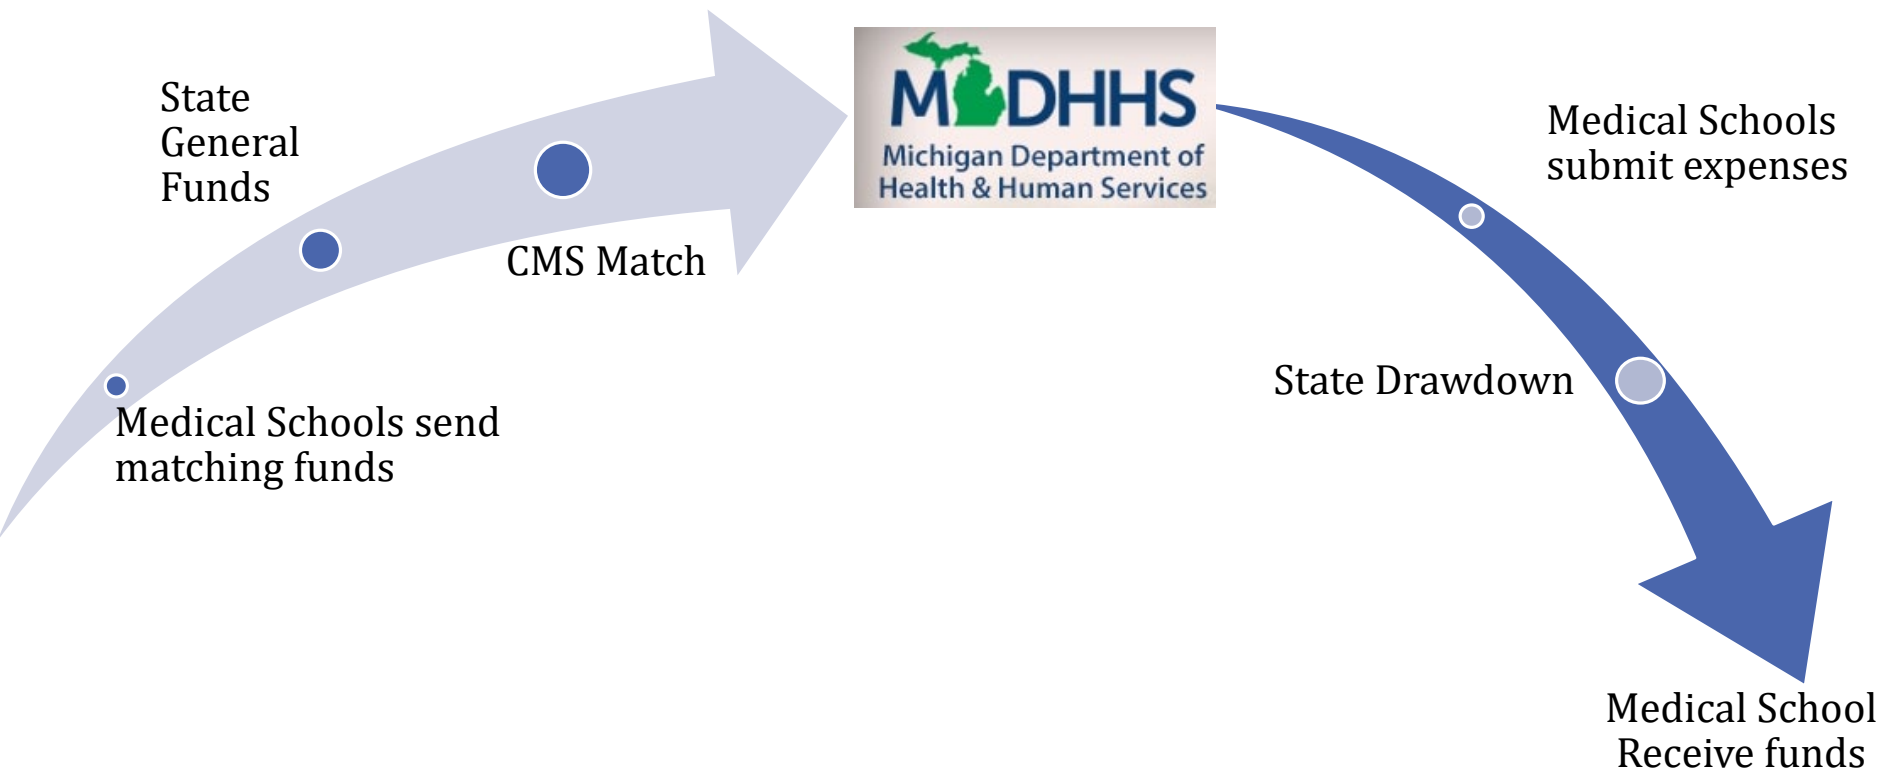 State
General
Funds
CMS Match
Medical Schools send
matching funds
MDHHS
Michigan Department of
Health & Human Services
Medical Schools
submit expenses
State Drawdown
Medical School
Receive funds